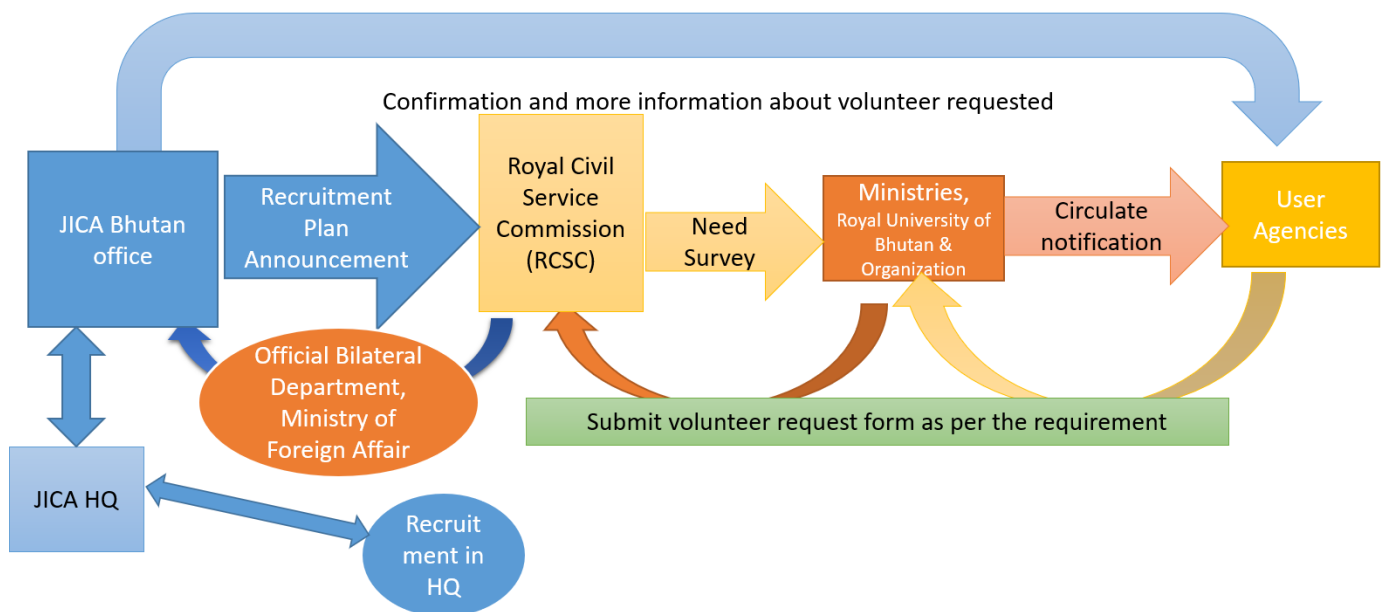 Confirmation and more information about volunteer requested
JICA Bhutan
office
Recruitment
Plan
Announcement
Royal Civil
Service
Commission
(RCSC)
Need
Survey
Ministries,
Royal University of
Bhutan &
Organization
Circulate
notification
User
Agencies
Official Bilateral
Department,
Ministry of
Foreign Affair
Submit volunteer request form as per the requirement
JICA HQ
Recruit
ment in
HQ